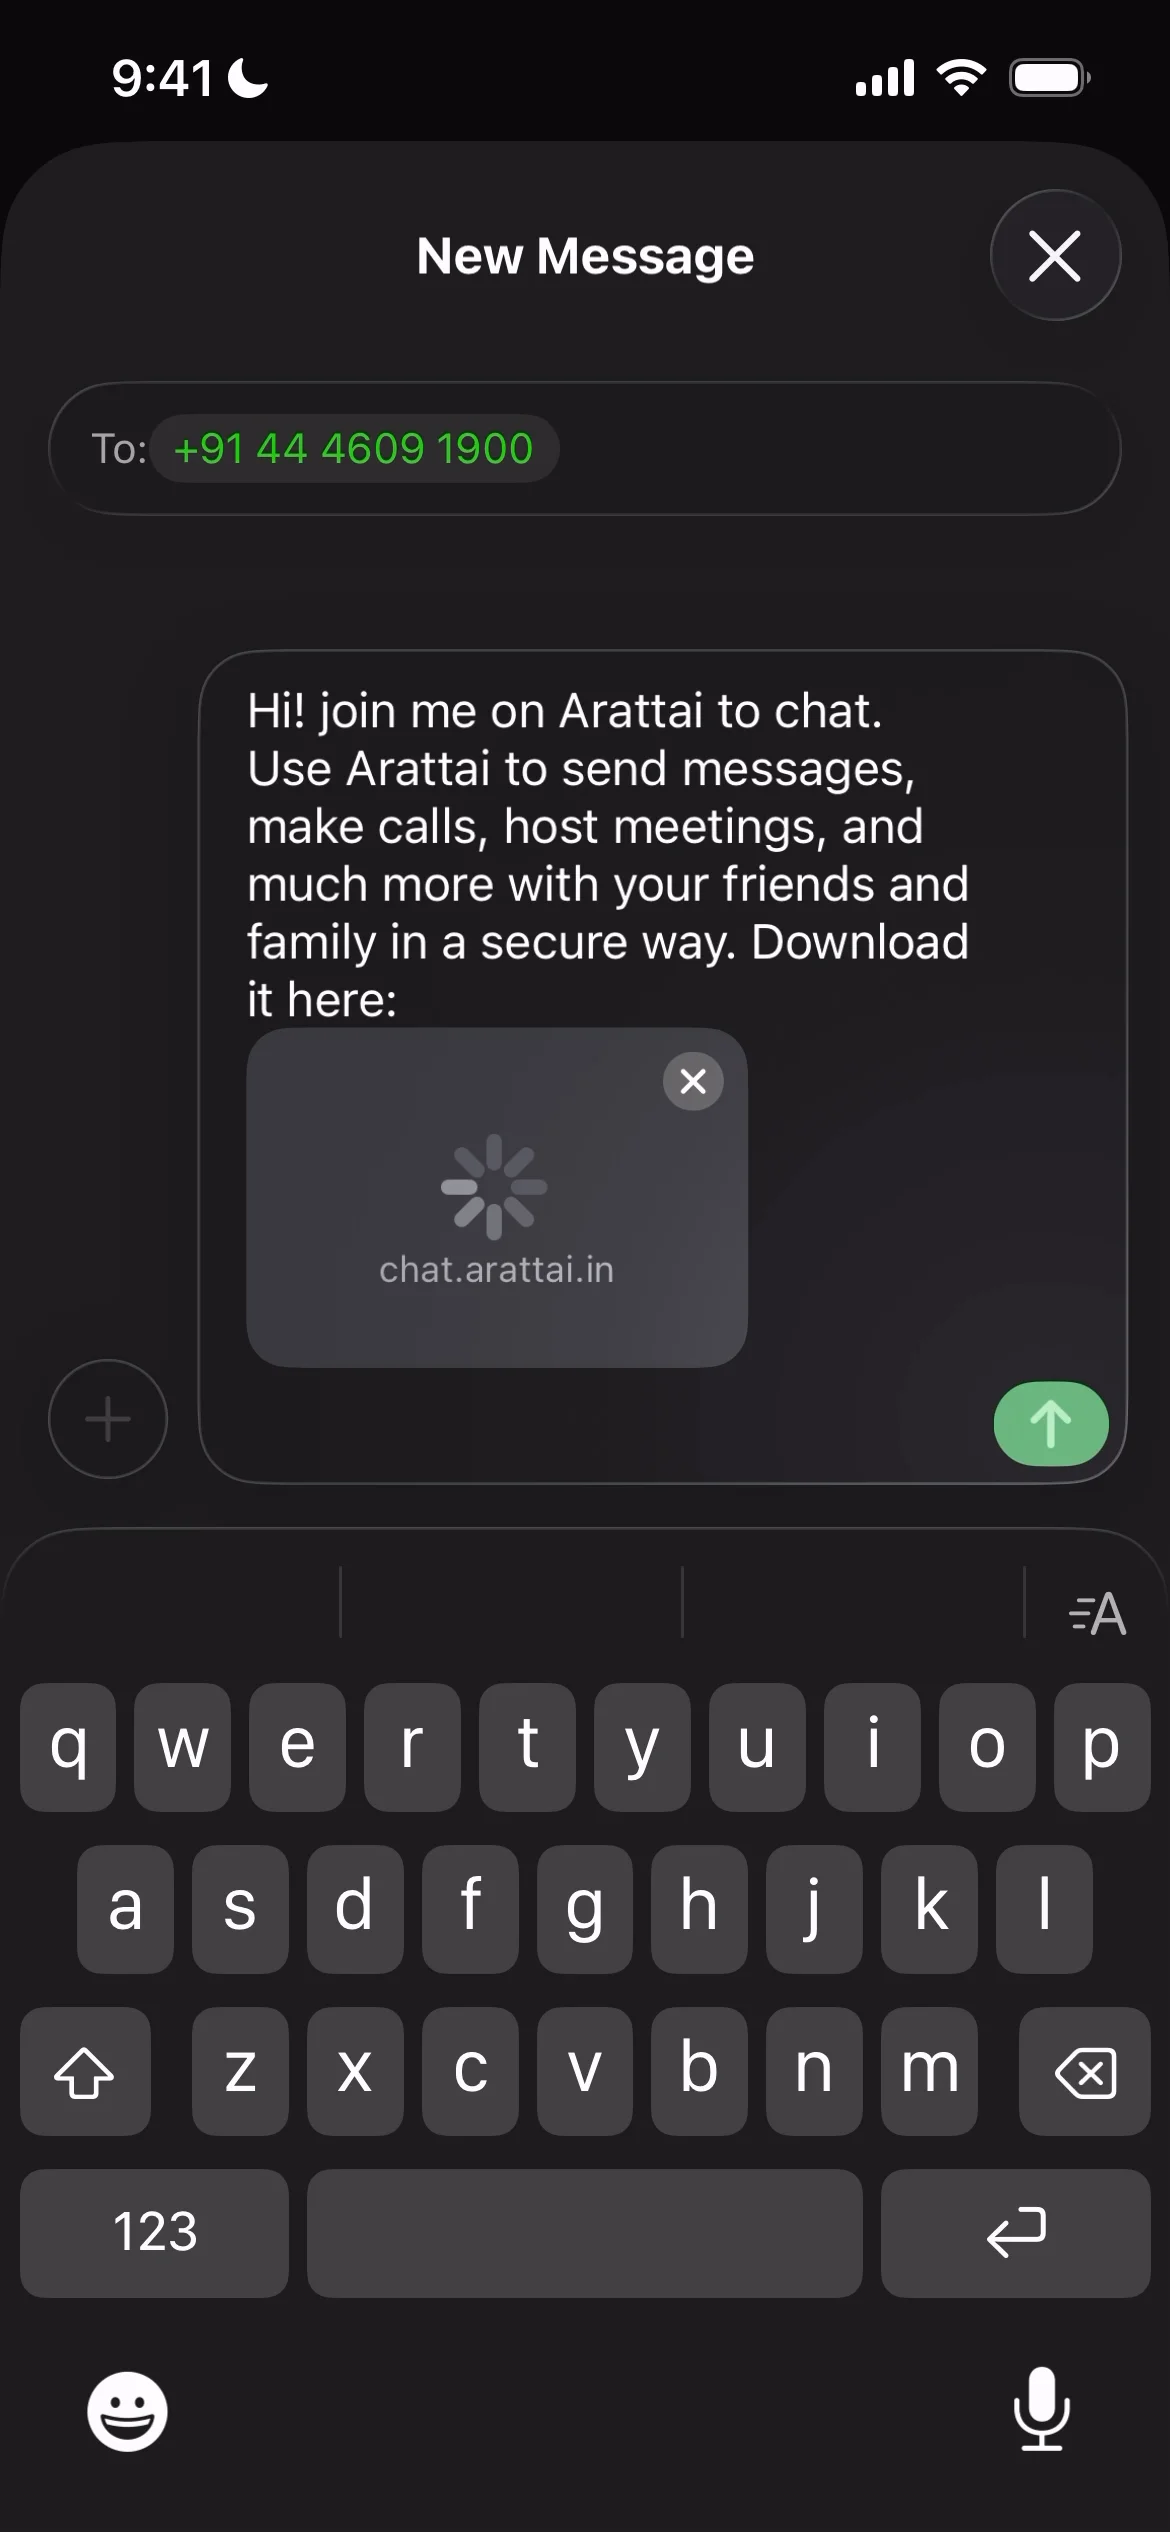 9:41
New Message
To: +91 44 4609 1900
Hi! join me on Arattai to chat.
Use Arattai to send messages,
make calls, host meetings, and
much more with your friends and
family in a secure way. Download
it here:
chat.arattai.in
A
q w e r t y u i o p
a s d f g h j k l
z x c v b n m
123